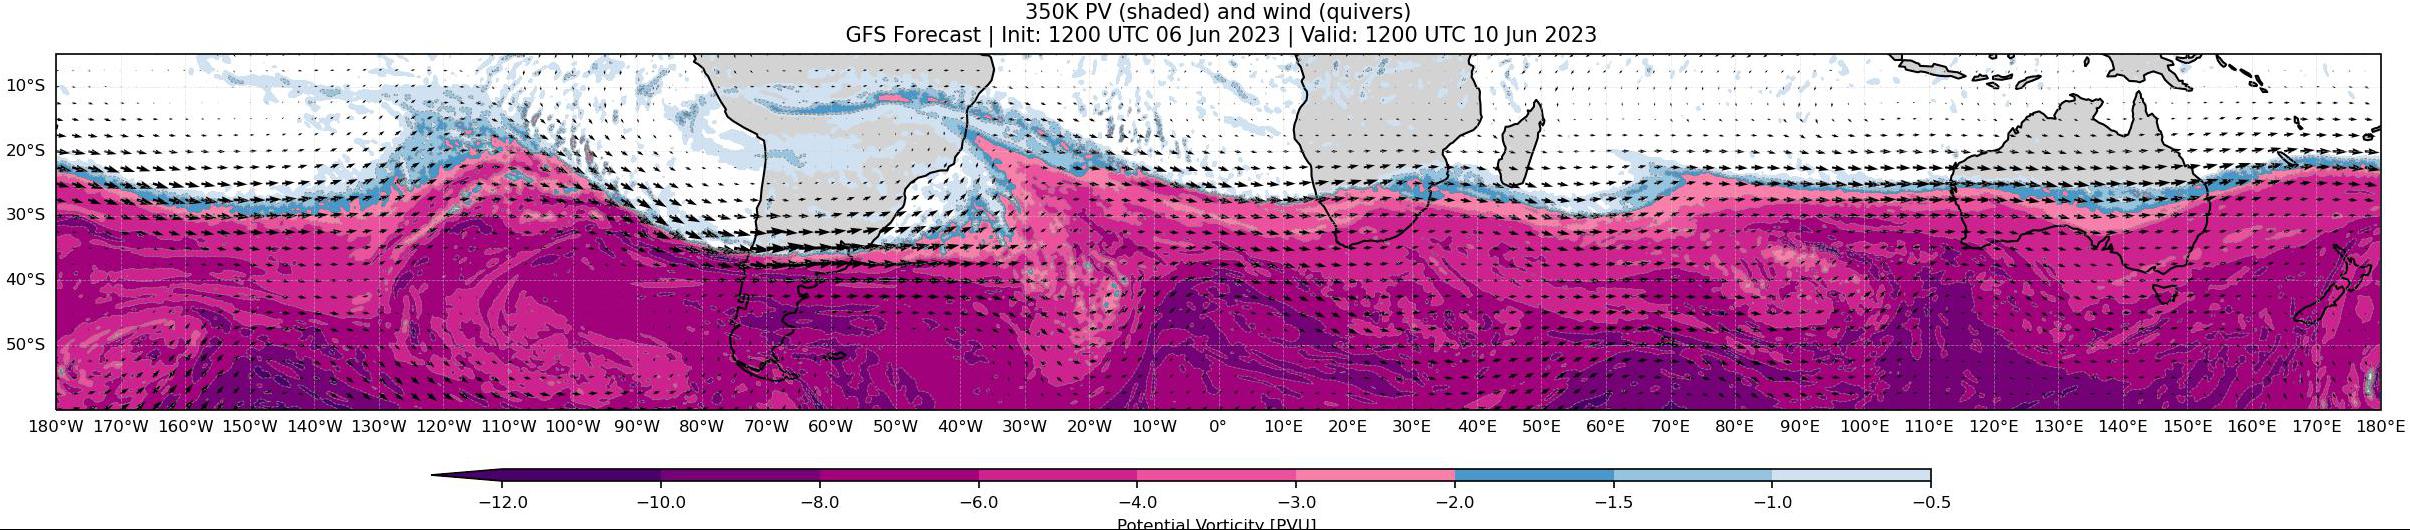 350K PV (shaded) and wind (quivers)
GFS Forecast | Init: 1200 UTC 06 Jun 2023 | Valid: 1200 UTC 10 Jun 2023
10°S
20°S
30°S
40°S
50°S
180°W 170°W 160°W 150°W 140°W 130°W 120°W 110°W 100°W 90°W 80°W 70°W 60°W 50°W 40°W 30°W 20°W 10°W 0° 10°E 20°E 30°E 40°E 50°E 60°E 70°E 80°E 90°E 100°E 110°E 120°E 130°E 140°E 150°E 160°E 170°E 180°E
−12.0 −10.0 −8.0 −6.0 −4.0 −3.0 −2.0 −1.5 −1.0 −0.5
Potential Vorticity [PVU]